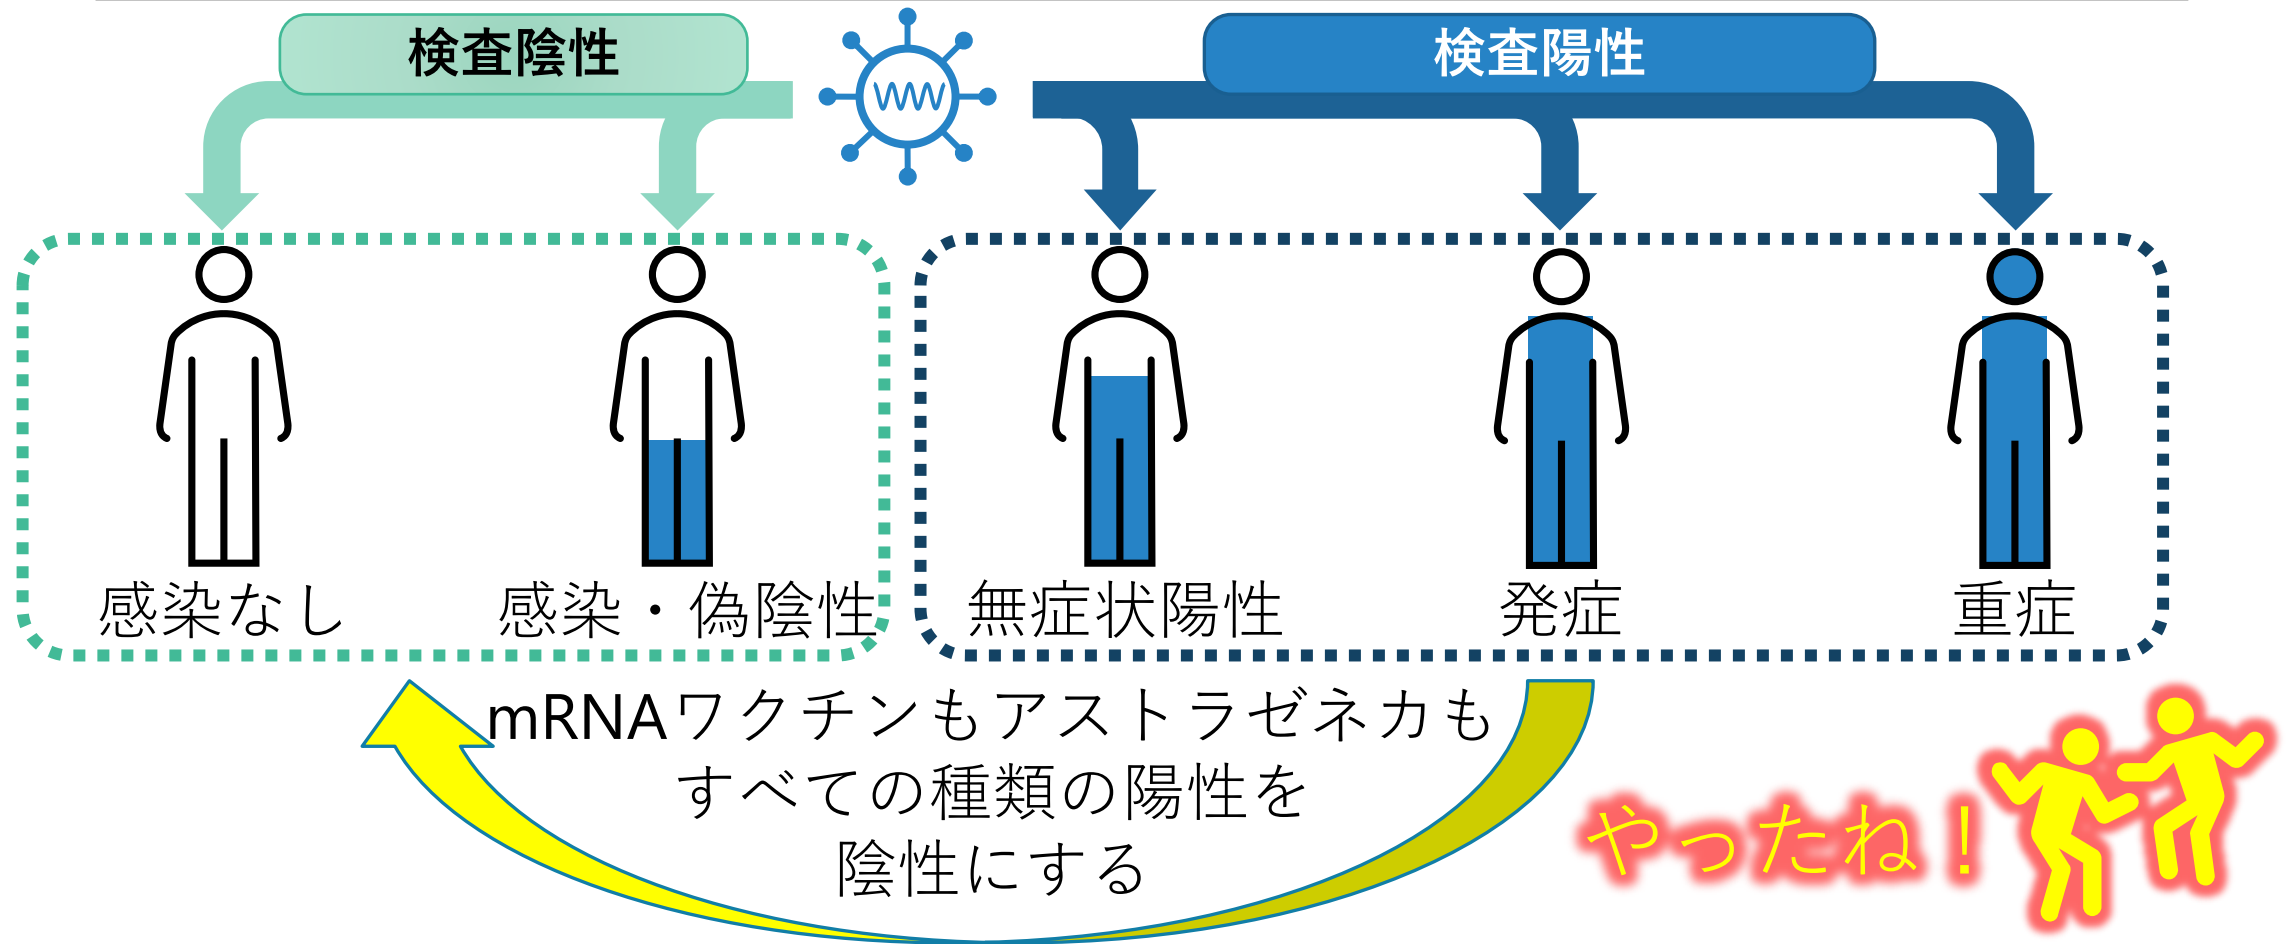 検査陰性
検査陽性
感染なし
感染・偽陰性
無症状陽性
発症
重症
mRNAワクチンもアストラゼネカも
すべての種類の陽性を
陰性にする
やったね！